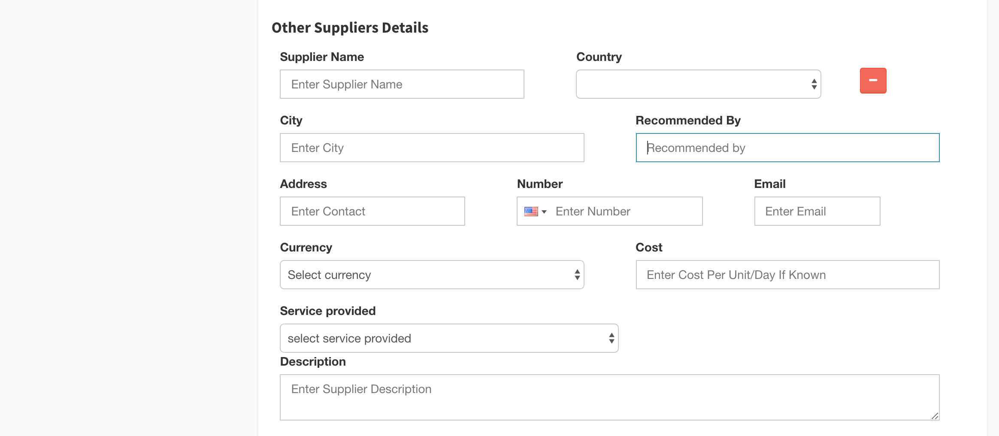 Other Suppliers Details
Supplier Name
Country
Enter Supplier Name
City
Recommended By
Enter City
Recommended by
Address
Number
Email
Enter Contact
Enter Number
Enter Email
Currency
Cost
Select currency
Enter Cost Per Unit/Day If Known
Service provided
select service provided
Description
Enter Supplier Description